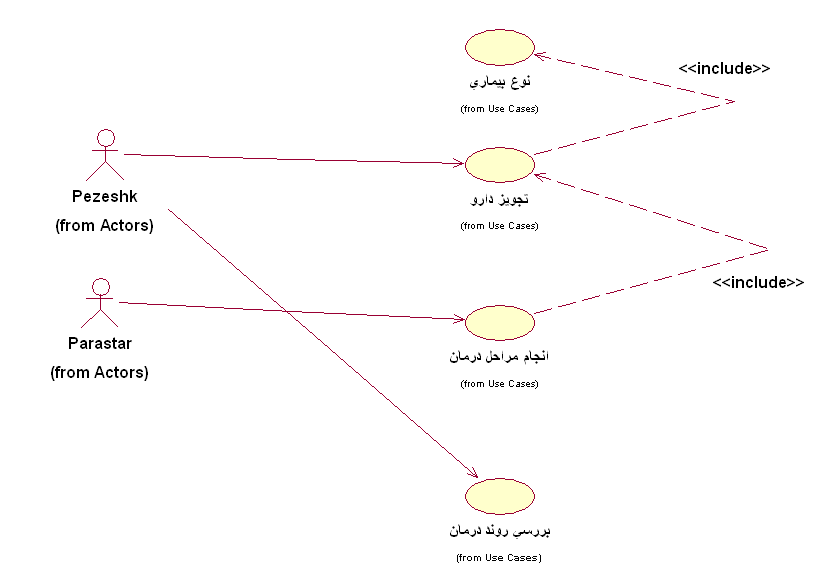 <<include>>
نوع بيماري
(from Use Cases)
Pezeshk
(from Actors)
تجويز دارو
(from Use Cases)
<<include>>
Parastar
(from Actors)
انجام مراحل درمان
(from Use Cases)
بررسي روند درمان
(from Use Cases)